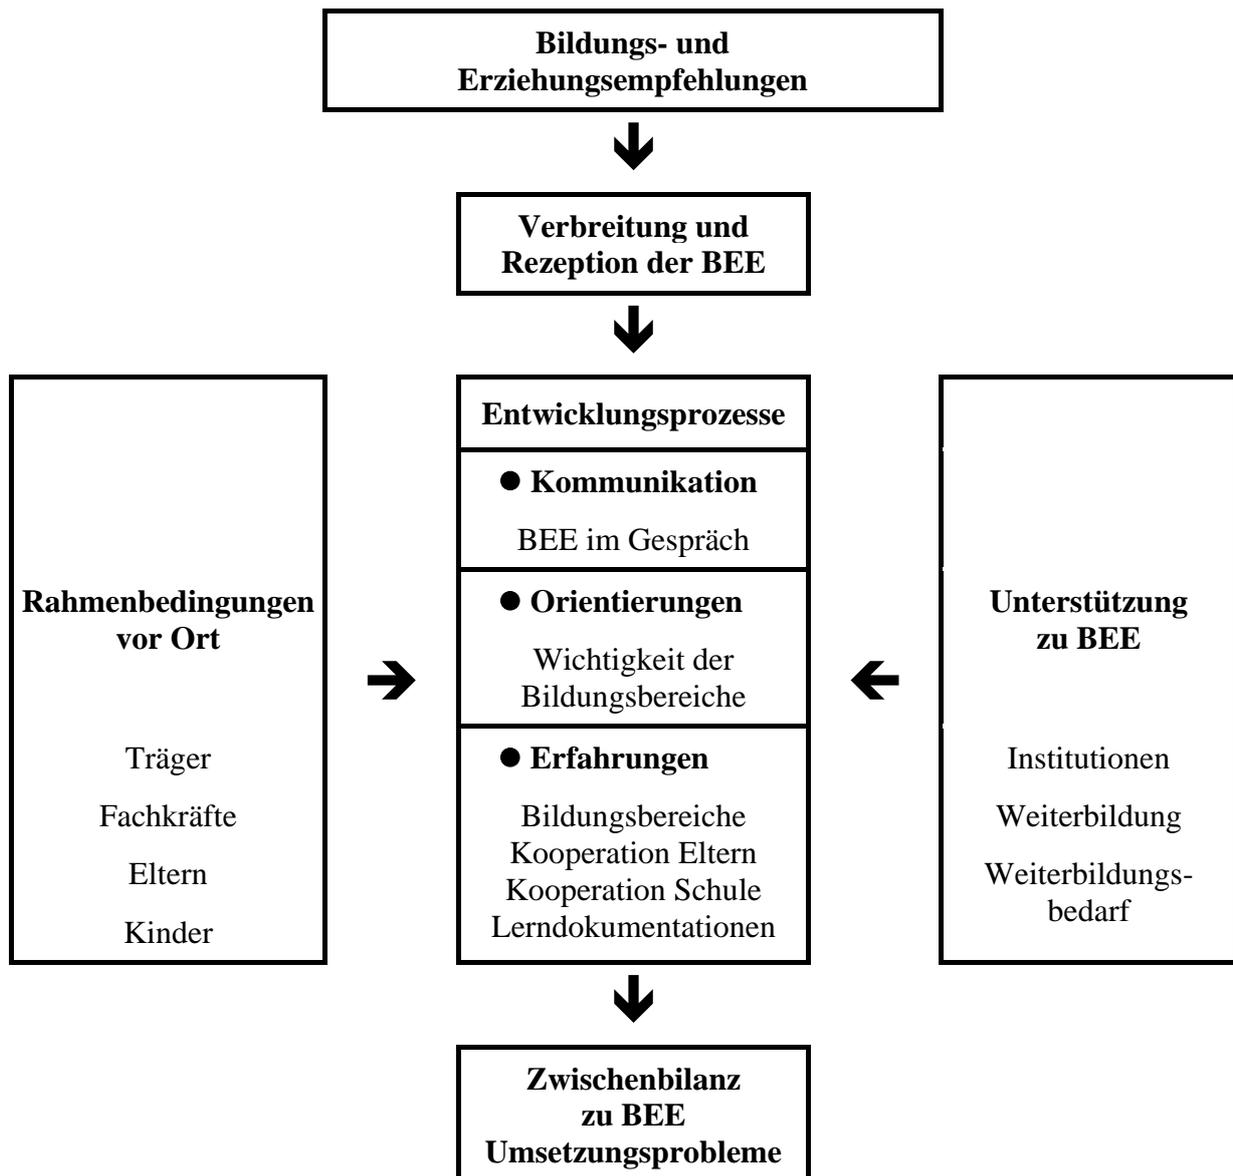 Bildungs- und
Erziehungsempfehlungen
Verbreitung und
Rezeption der BEE
Rahmenbedingungen
vor Ort
Träger
Fachkräfte
Eltern
Kinder
Entwicklungsprozesse
● Kommunikation
BEE im Gespräch
● Orientierungen
Wichtigkeit der
Bildungsbereiche
● Erfahrungen
Bildungsbereiche
Kooperation Eltern
Kooperation Schule
Lerndokumentationen
Unterstützung
zu BEE
Institutionen
Weiterbildung
Weiterbildungs-
bedarf
Zwischenbilanz
zu BEE
Umsetzungsprobleme